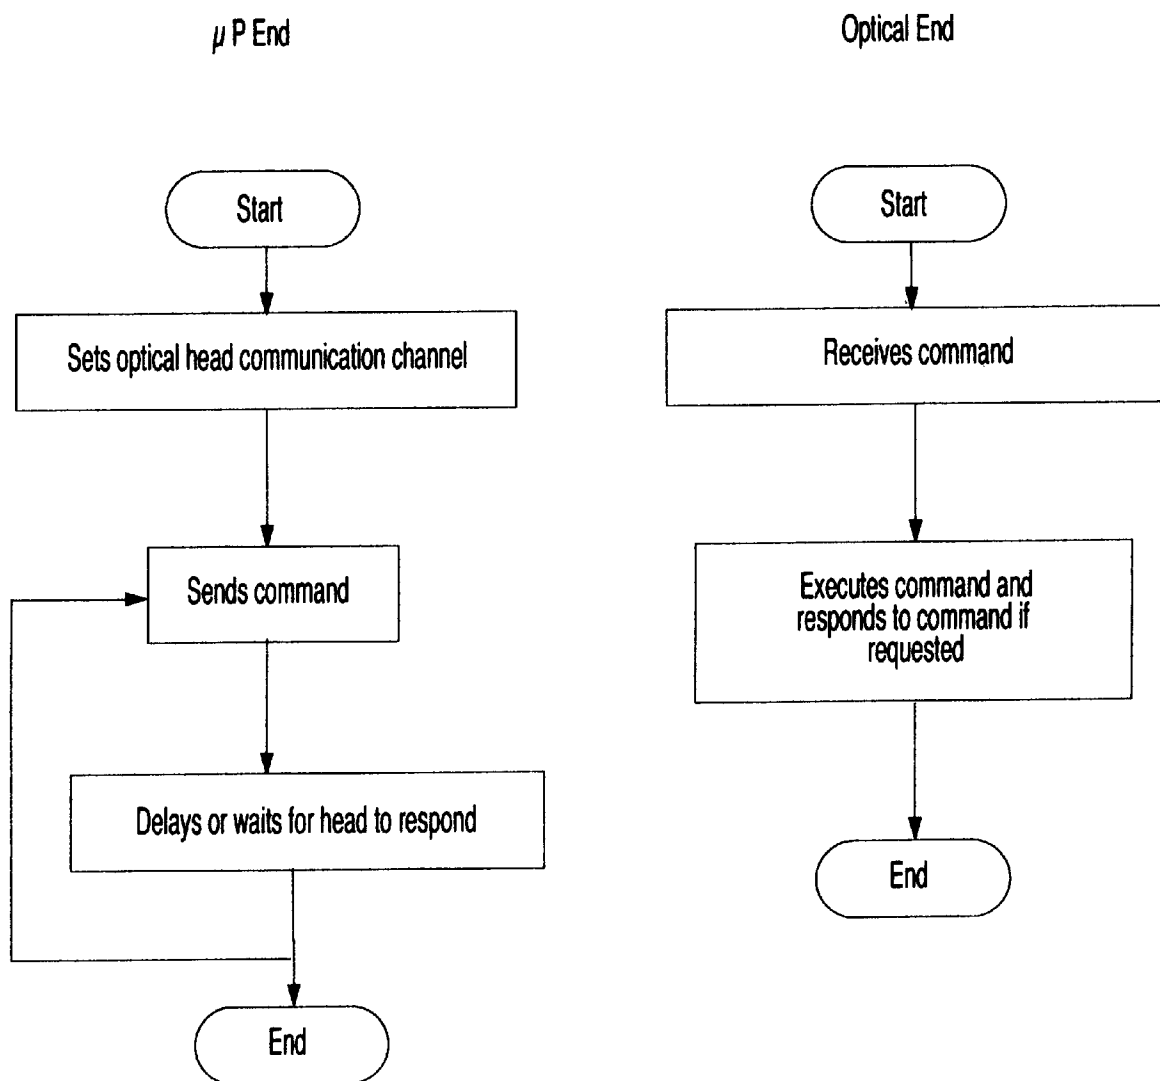 μ P End
Start
Sets optical head communication channel
Sends command
Delays or waits for head to respond
End
Optical End
Start
Receives command
Executes command and
responds to command if
requested
End